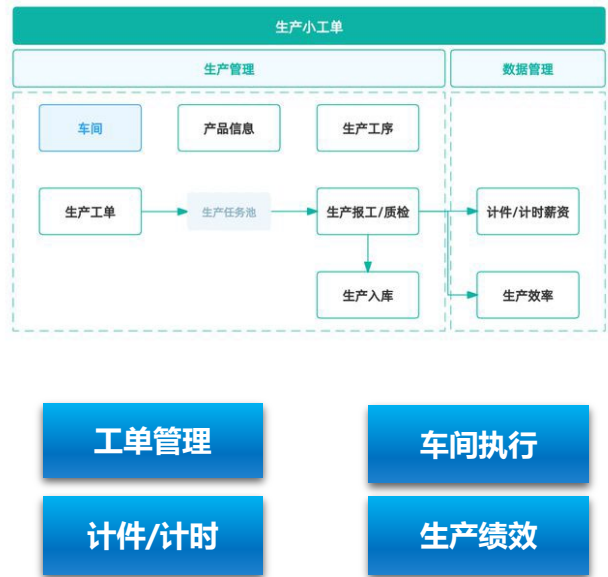 生产小工单
生产管理
数据管理
车间
产品信息
生产工序
生产工单
生产任务池
生产报工/质检
计件/计时薪资
生产入库
生产效率
工单管理
车间执行
计件/计时
生产绩效